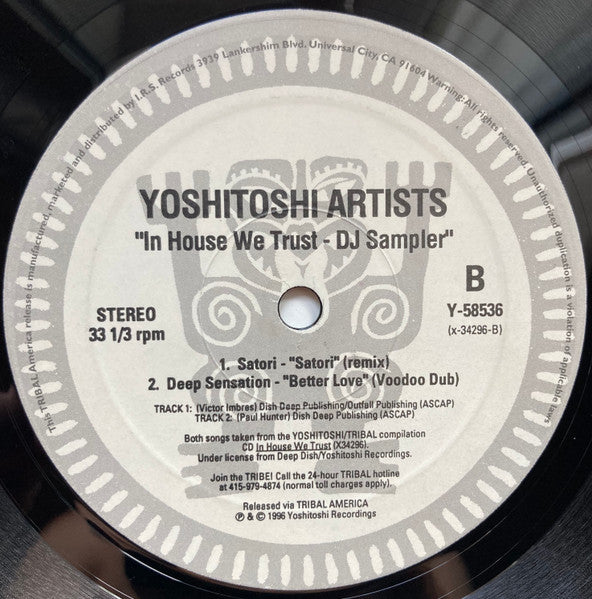 This TRIBAL America release is manufactured, marketed and distributed by I.R.S. Records 3939 Lankershim Blvd. Universal City, CA 91604 Warning: All rights reserved. Unauthorized duplication is a violation of applicable laws
YOSHITOSHI ARTISTS
"In House We Trust - DJ Sampler"
B
STEREO
33 1/3 rpm
Y-58536
(x-34296-B)
1. Satori - "Satori" (remix)
2. Deep Sensation - "Better Love" (Voodoo Dub)
TRACK 1: (Victor Imbres) Dish Deep Publishing/Outfall Publishing (ASCAP)
TRACK 2: (Paul Hunter) Dish Deep Publishing (ASCAP)
Both songs taken from the YOSHITOSHI/TRIBAL compilation
CD In House We Trust (X34296).
Under license from Deep Dish/Yoshitoshi Recordings.
Join the TRIBE! Call the 24-hour TRIBAL hotline
at 415-979-4874 (normal toll charges apply).
Released via TRIBAL AMERICA
℗ & © 1996 Yoshitoshi Recordings